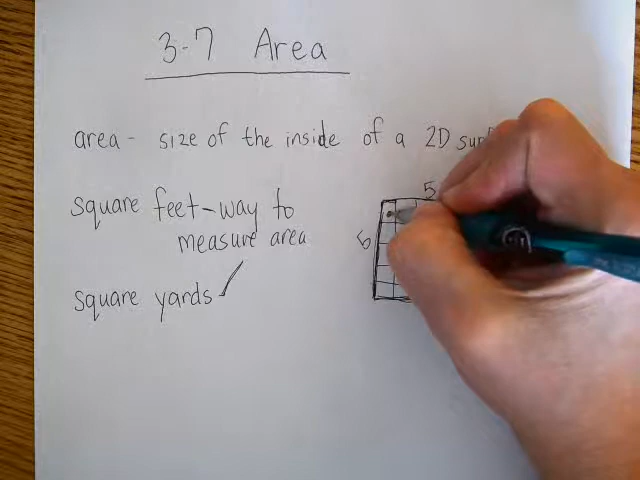 3-7 Area
area - size of the inside of a 2D
5
square feet - way to
measure area
square yards ✓